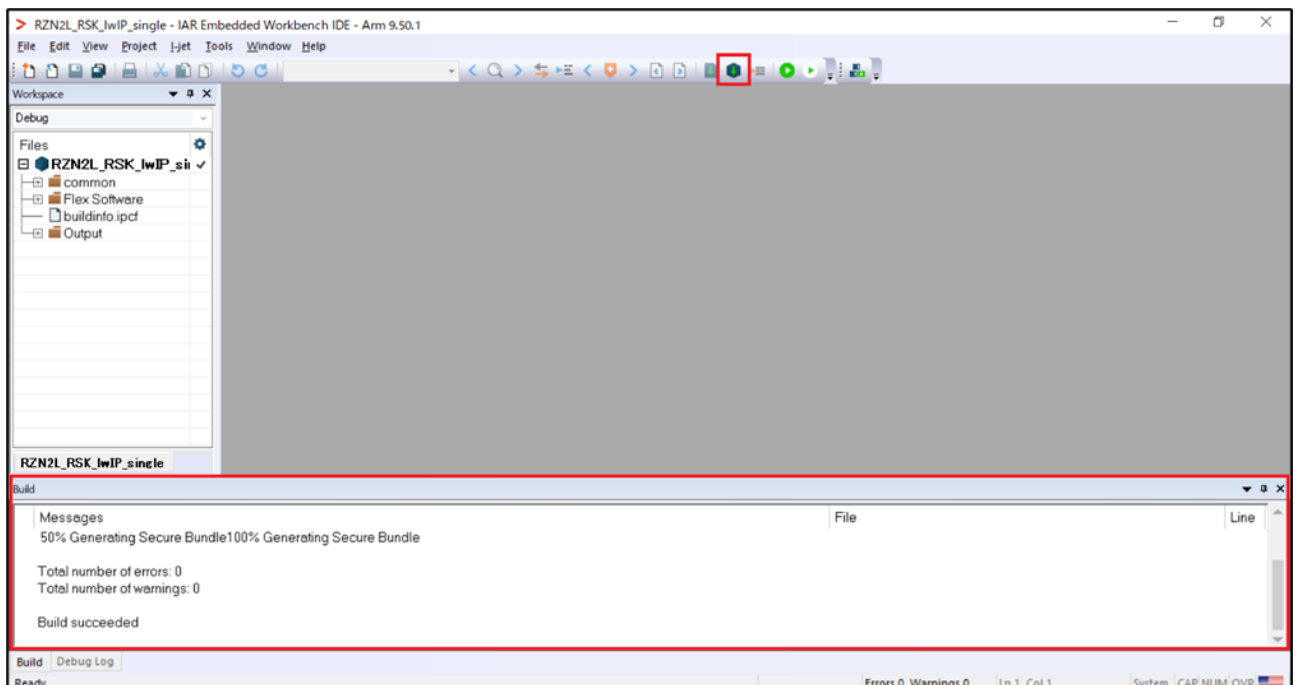 RZN2L_RSK_lwIP_single - IAR Embedded Workbench IDE - Arm 9.50.1
File Edit View Project I-jet Tools Window Help
Workspace
Debug
Files
RZN2L_RSK_lwIP_si
common
Flex Software
buildinfo.ipcf
Output
RZN2L_RSK_lwIP_single
Build
Messages File Line
50% Generating Secure Bundle100% Generating Secure Bundle
Total number of errors: 0
Total number of warnings: 0
Build succeeded
Build Debug Log
Ready Errors 0, Warnings 0 Ln 1, Col 1 System CAP NUM OVR